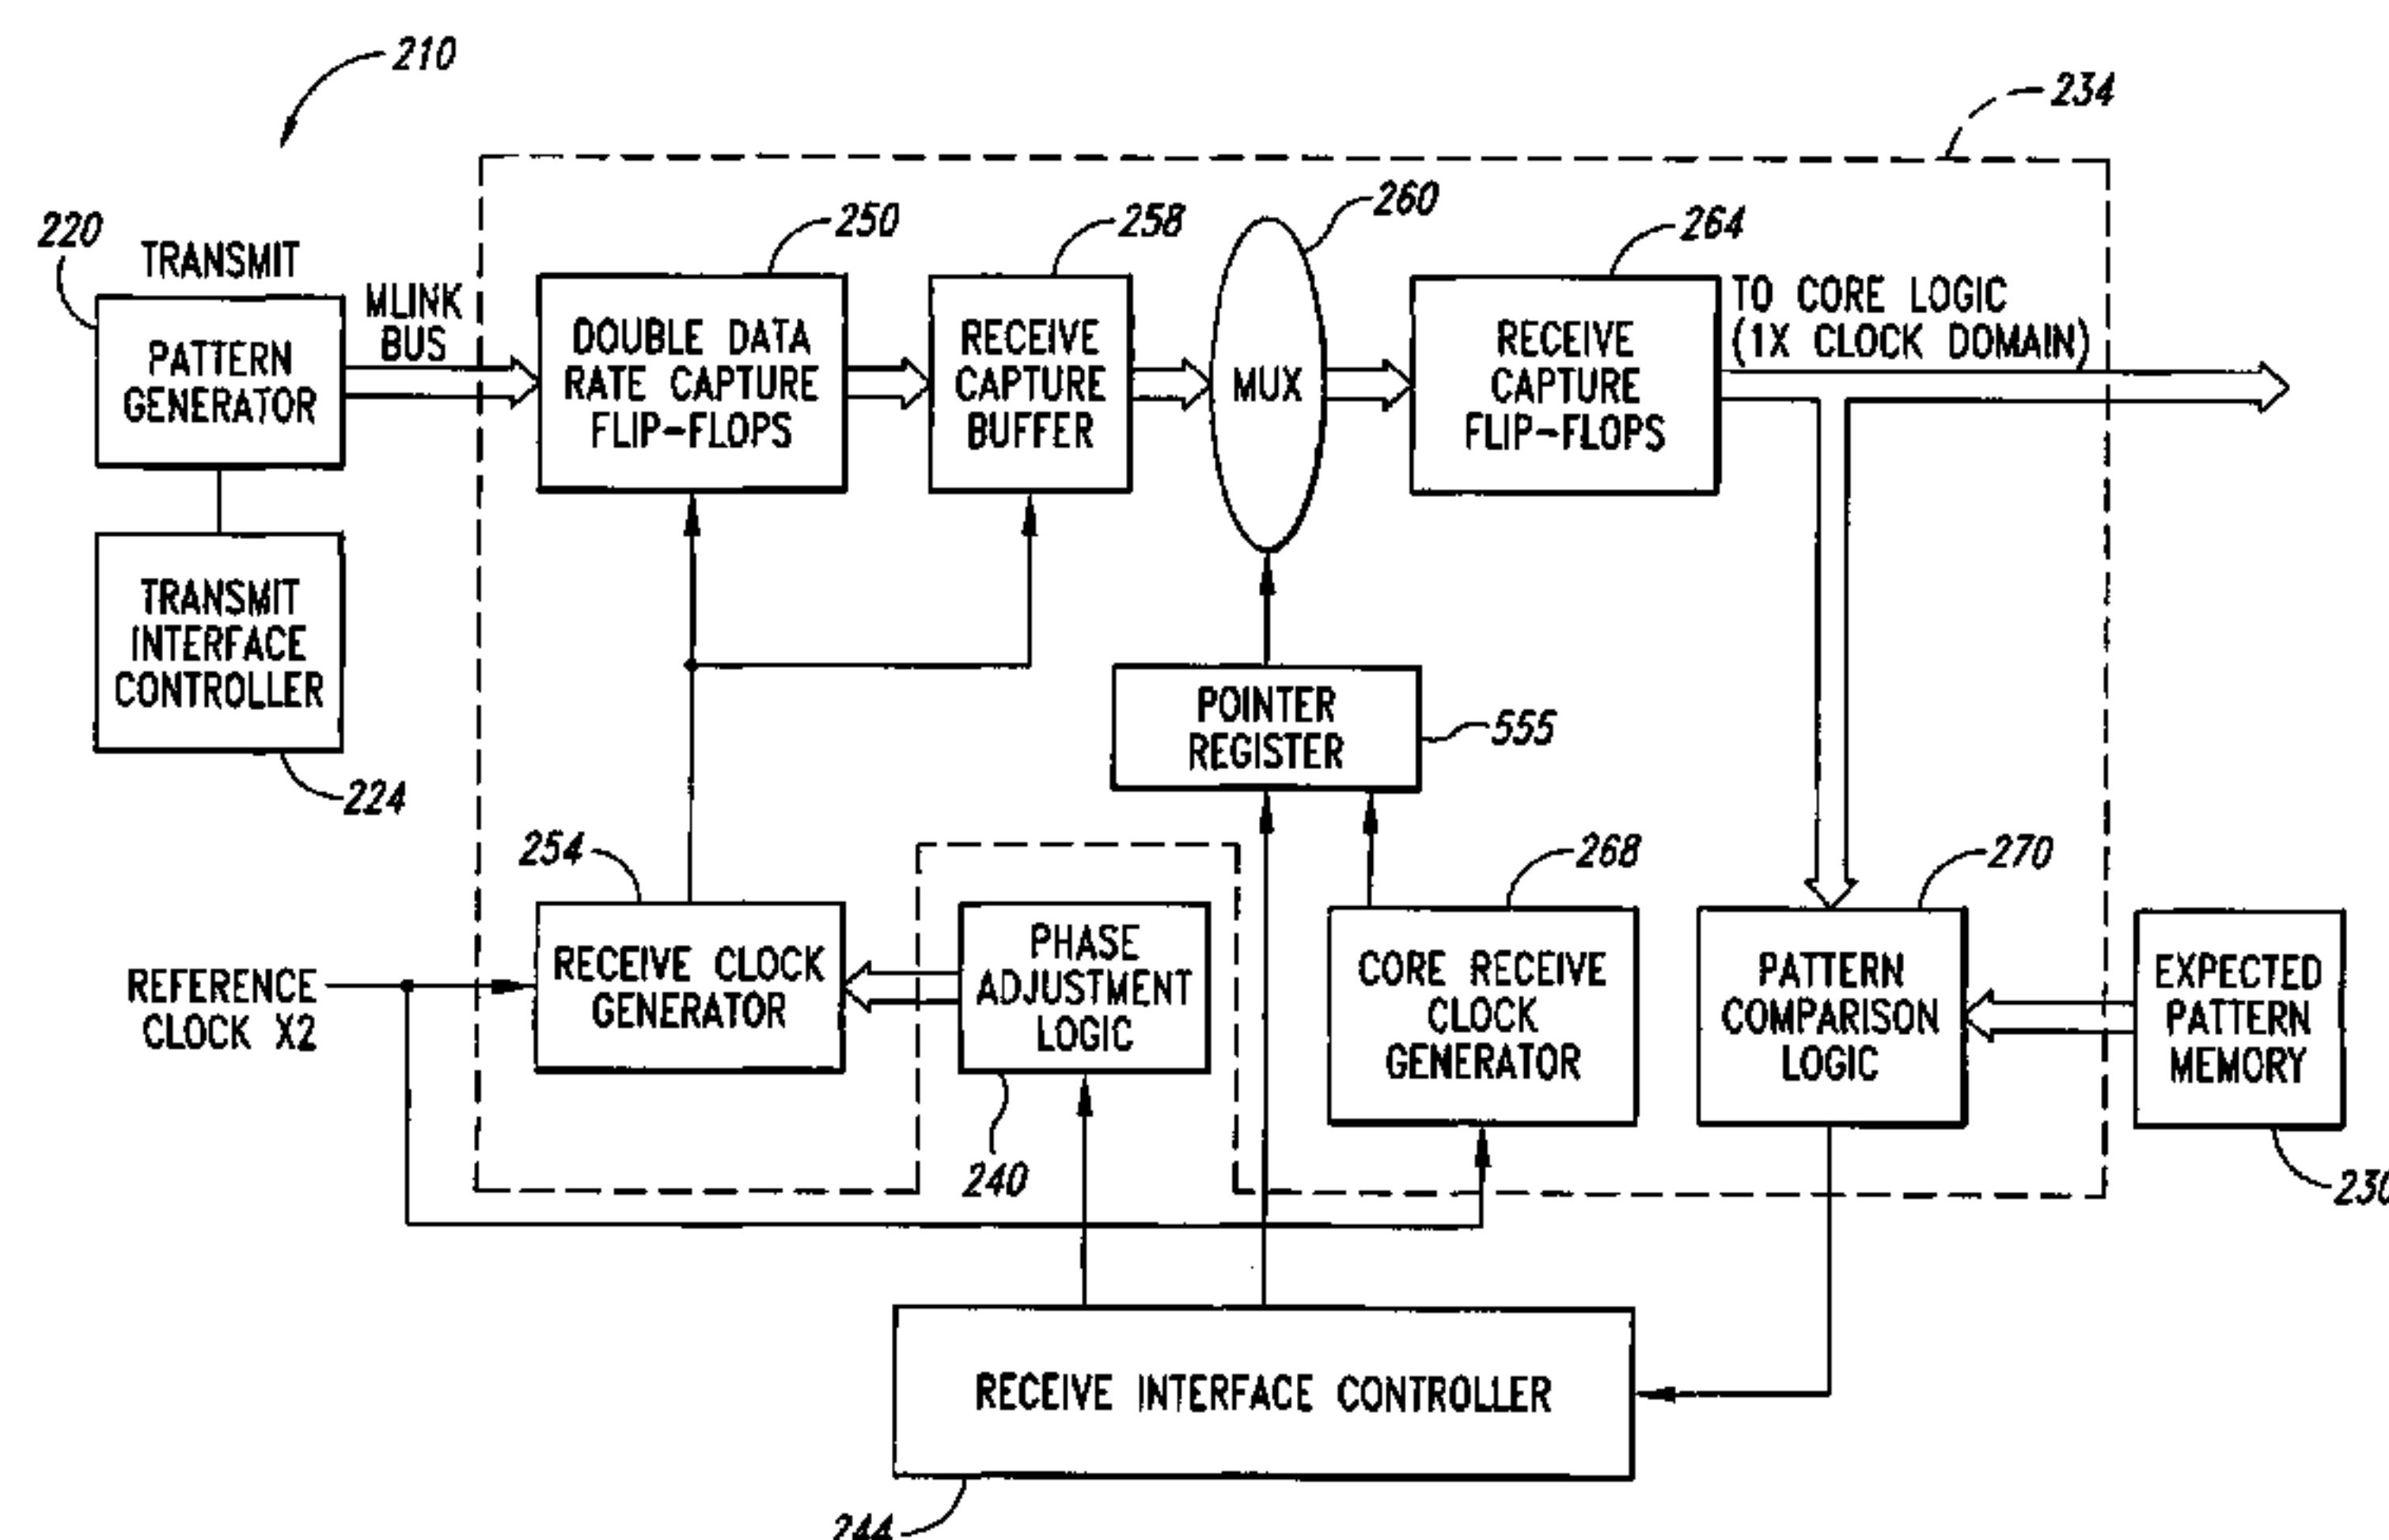 210
234
220
TRANSMIT
PATTERN
GENERATOR
MLINK
BUS
250
DOUBLE DATA
RATE CAPTURE
FLIP-FLOPS
258
RECEIVE
CAPTURE
BUFFER
260
MUX
264
RECEIVE
CAPTURE
FLIP-FLOPS
TO CORE LOGIC
(1X CLOCK DOMAIN)
TRANSMIT
INTERFACE
CONTROLLER
224
POINTER
REGISTER
555
254
RECEIVE CLOCK
GENERATOR
REFERENCE
CLOCK X2
PHASE
ADJUSTMENT
LOGIC
240
268
CORE RECEIVE
CLOCK
GENERATOR
270
PATTERN
COMPARISON
LOGIC
EXPECTED
PATTERN
MEMORY
230
RECEIVE INTERFACE CONTROLLER
244